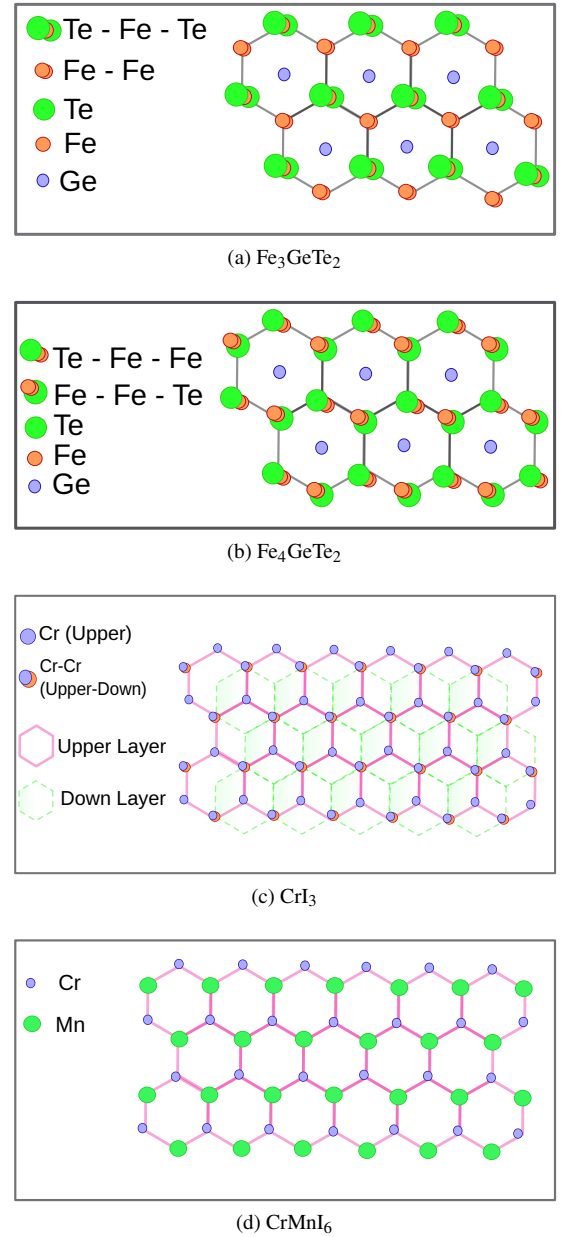 Te - Fe - Te
Fe - Fe
Te
Fe
Ge
(a) Fe₃GeTe₂
Te - Fe - Fe
Fe - Fe - Te
Te
Fe
Ge
(b) Fe₄GeTe₂
Cr (Upper)
Cr-Cr
(Upper-Down)
Upper Layer
Down Layer
(c) CrI₃
Cr
Mn
(d) CrMnI₆